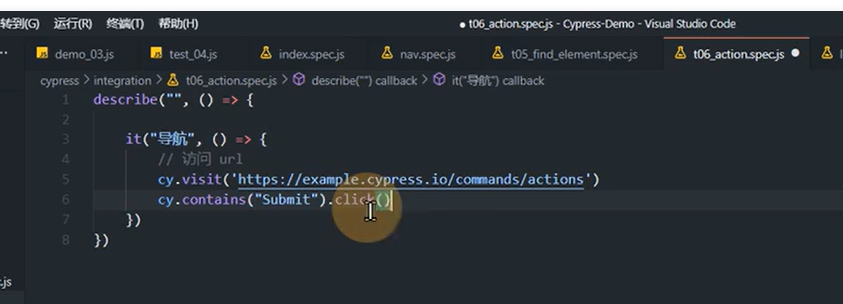 转到(G) 运行(R) 终端(T) 帮助(H) ● t06_action.spec.js - Cypress-Demo - Visual Studio Code
demo_03.js test_04.js index.spec.js nav.spec.js t05_find_element.spec.js t06_action.spec.js ●
cypress > integration > t06_action.spec.js > describe("") callback > it("导航") callback
1 describe("", () => {
2
3 it("导航", () => {
4 // 访问 url
5 cy.visit('https://example.cypress.io/commands/actions')
6 cy.contains("Submit").click()
7 })
8 })
.js